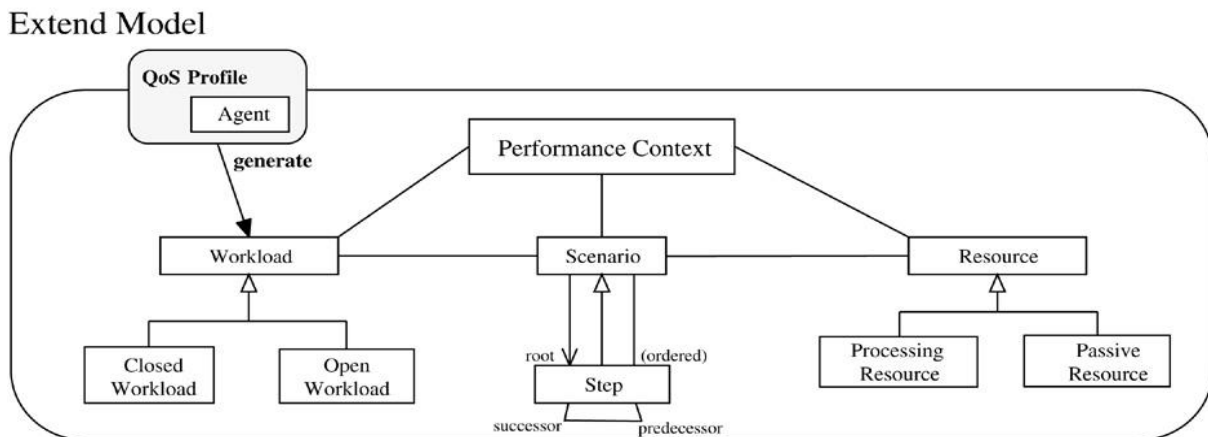 Extend Model
QoS Profile
Agent
generate
Performance Context
Workload
Scenario
Resource
Closed
Workload
Open
Workload
root
(ordered)
Step
successor
predecessor
Processing
Resource
Passive
Resource